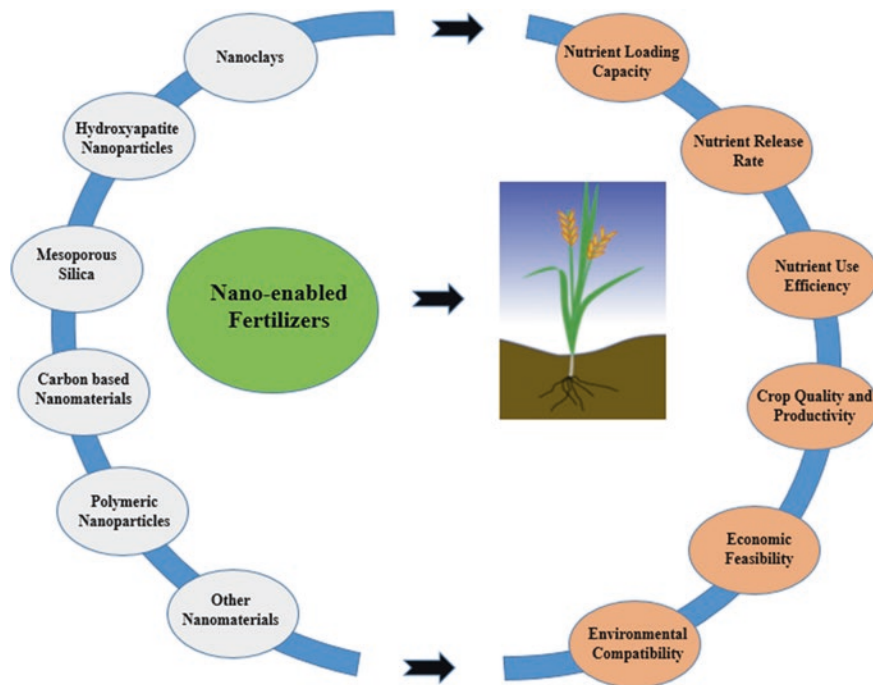 Nanoclays
Hydroxyapatite
Nanoparticles
Mesoporous
Silica
Carbon based
Nanomaterials
Polymeric
Nanoparticles
Other
Nanomaterials
Nano-enabled
Fertilizers
Nutrient Loading
Capacity
Nutrient Release
Rate
Nutrient Use
Efficiency
Crop Quality and
Productivity
Economic
Feasibility
Environmental
Compatibility